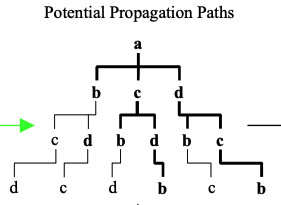 Potential Propagation Paths
a
b c d
c d b d b c
d c d b c b